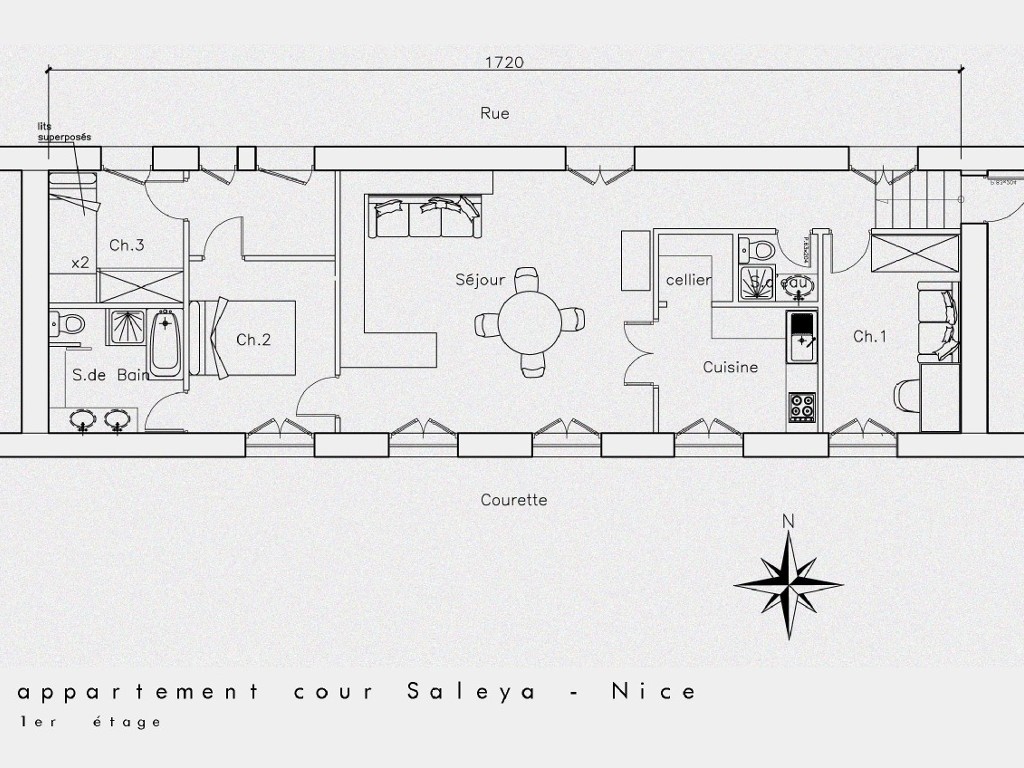 1720
Rue
lits
superposés
Ch.3
x2
Séjour
cellier
S.d'eau
P.83x204
Ch.2
Ch.1
Cuisine
S.de Bain
Courette
N
appartement cour Saleya - Nice
1er étage